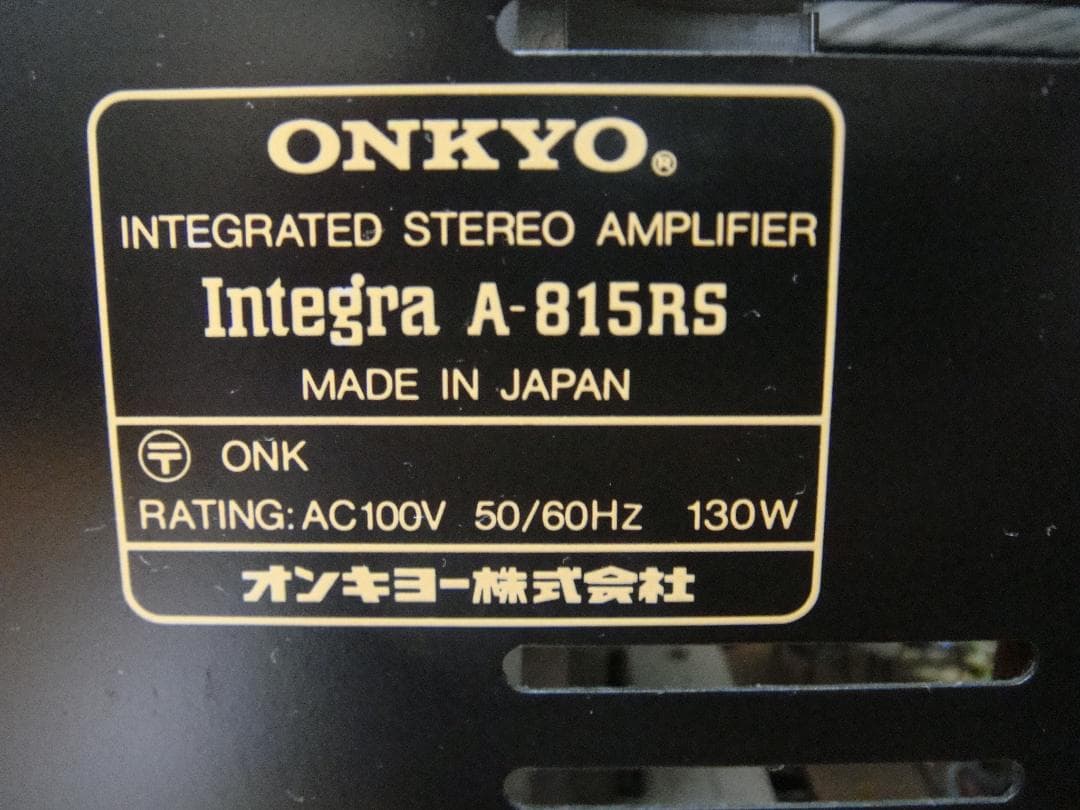 ONKYO®
INTEGRATED STEREO AMPLIFIER
Integra A-815RS
MADE IN JAPAN
〶 ONK
RATING: AC100V 50/60Hz 130W
オンキヨー株式会社